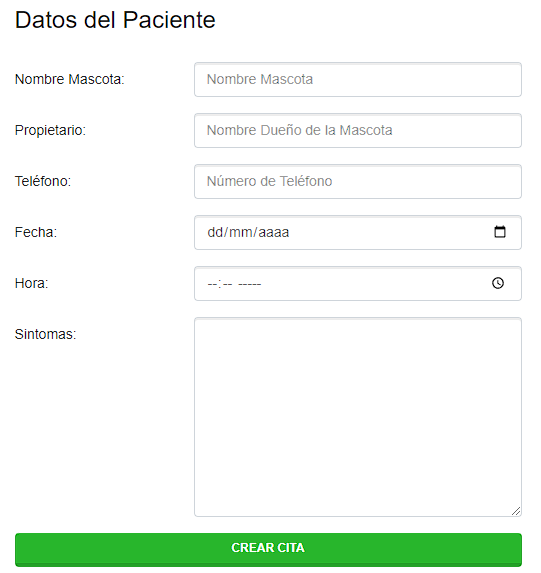 Datos del Paciente
Nombre Mascota: Nombre Mascota
Propietario: Nombre Dueño de la Mascota
Teléfono: Número de Teléfono
Fecha: dd/mm/aaaa
Hora: --:-- -----
Sintomas:
CREAR CITA